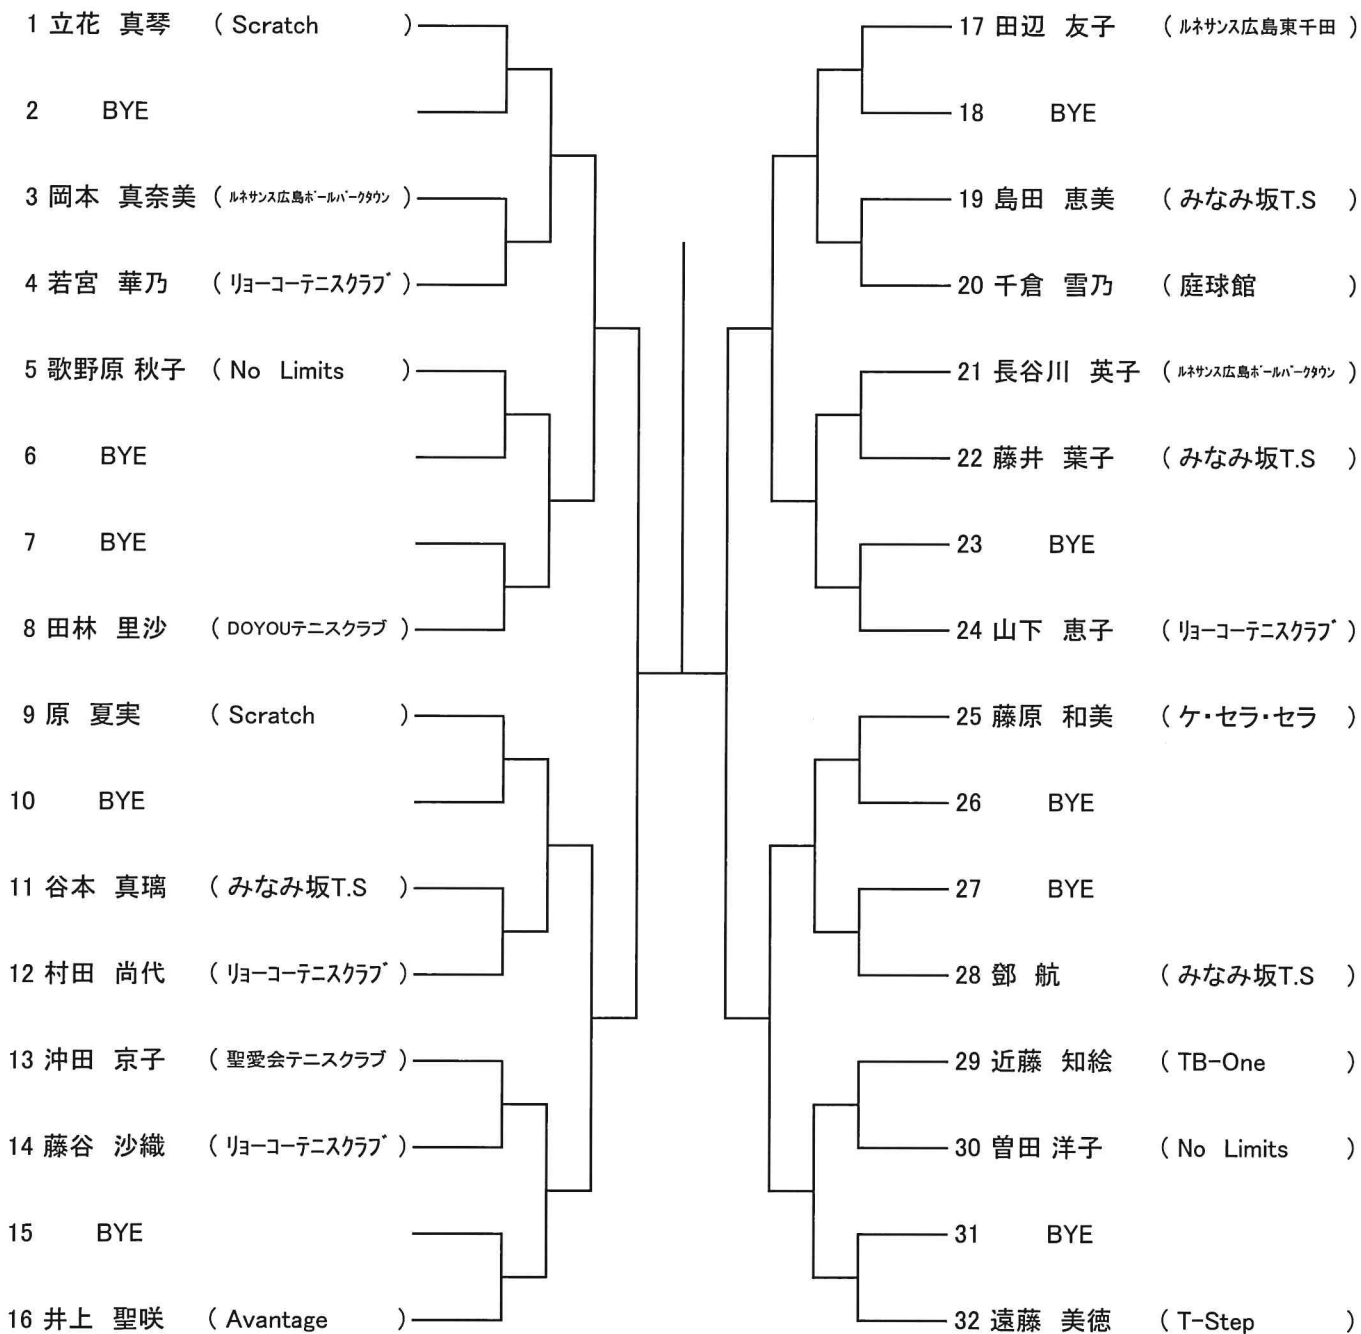 1 立花 真琴 ( Scratch )
2 BYE
3 岡本 真奈美 ( ﾙﾈｻﾝｽ広島ﾎﾞｰﾙﾊﾟｰｸﾀｳﾝ )
4 若宮 華乃 ( ﾘｮｰｺｰﾃﾆｽｸﾗﾌﾞ )
5 歌野原 秋子 ( No Limits )
6 BYE
7 BYE
8 田林 里沙 ( DOYOUテニスクラブ )
9 原 夏実 ( Scratch )
10 BYE
11 谷本 真璃 ( みなみ坂T.S )
12 村田 尚代 ( ﾘｮｰｺｰﾃﾆｽｸﾗﾌﾞ )
13 沖田 京子 ( 聖愛会テニスクラブ )
14 藤谷 沙織 ( ﾘｮｰｺｰﾃﾆｽｸﾗﾌﾞ )
15 BYE
16 井上 聖咲 ( Avantage )
17 田辺 友子 ( ﾙﾈｻﾝｽ広島東千田 )
18 BYE
19 島田 恵美 ( みなみ坂T.S )
20 千倉 雪乃 ( 庭球館 )
21 長谷川 英子 ( ﾙﾈｻﾝｽ広島ﾎﾞｰﾙﾊﾟｰｸﾀｳﾝ )
22 藤井 葉子 ( みなみ坂T.S )
23 BYE
24 山下 恵子 ( ﾘｮｰｺｰﾃﾆｽｸﾗﾌﾞ )
25 藤原 和美 ( ケ・セラ・セラ )
26 BYE
27 BYE
28 鄧 航 ( みなみ坂T.S )
29 近藤 知絵 ( TB-One )
30 曽田 洋子 ( No Limits )
31 BYE
32 遠藤 美徳 ( T-Step )